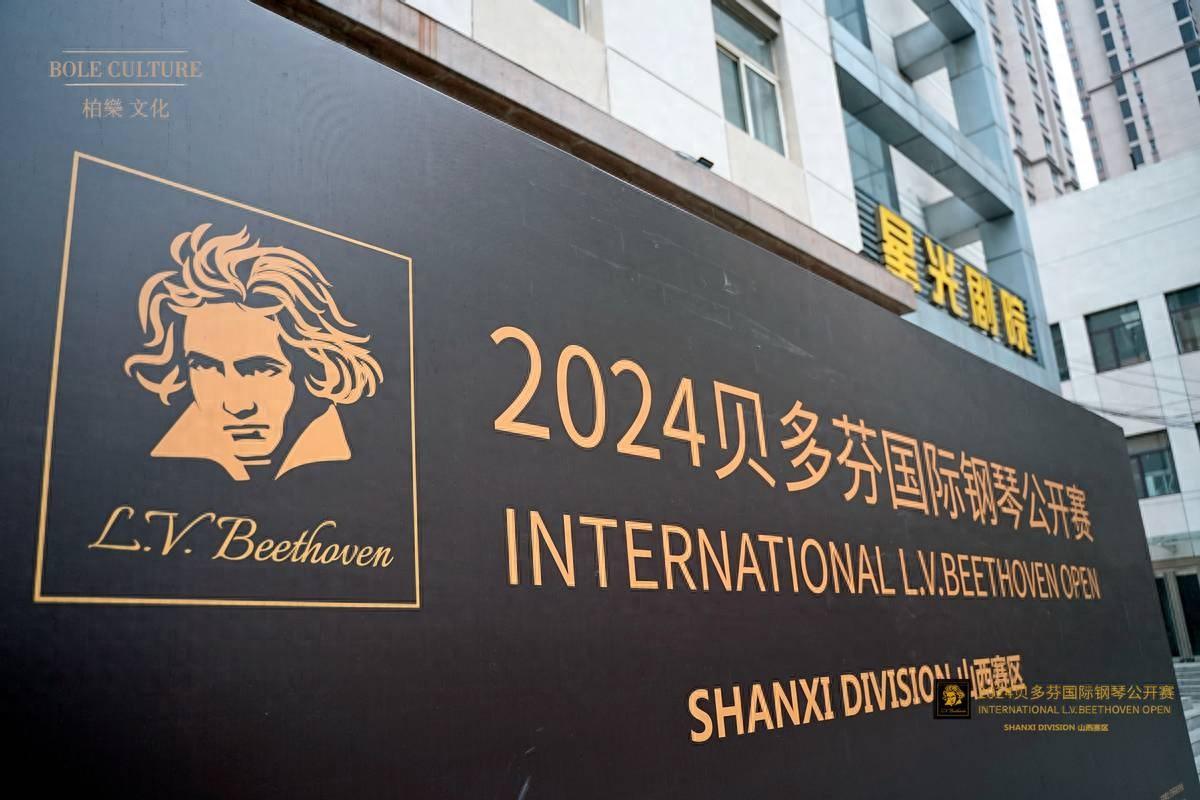 BOLE CULTURE
柏樂 文化
星光剧院
L.V. Beethoven
2024贝多芬国际钢琴公开赛
INTERNATIONAL L.V.BEETHOVEN OPEN
SHANXI DIVISION 山西赛区
2024贝多芬国际钢琴公开赛
INTERNATIONAL L.V.BEETHOVEN OPEN
SHANXI DIVISION 山西赛区